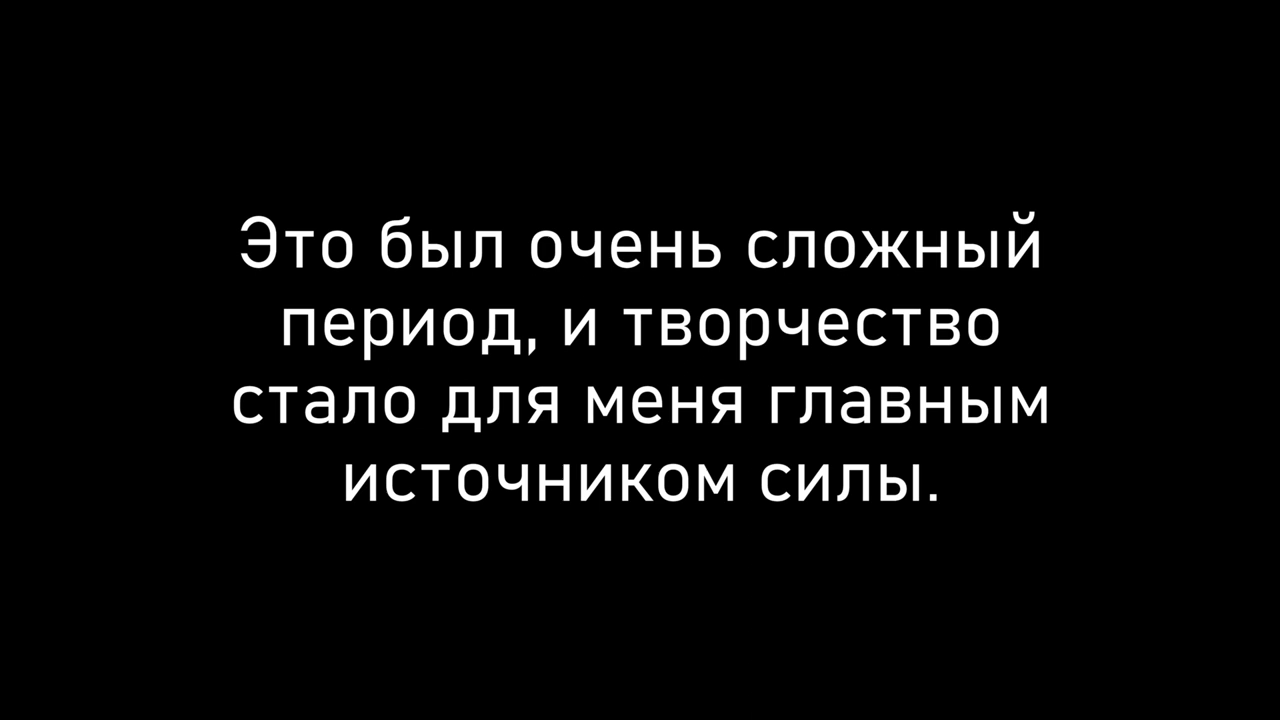 Это был очень сложный
период, и творчество
стало для меня главным
источником силы.